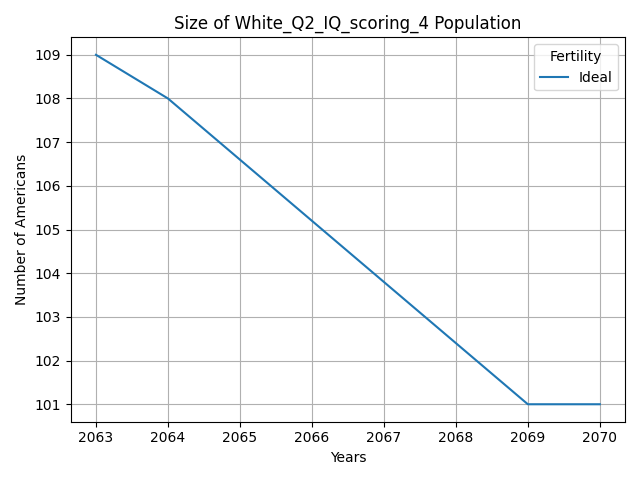 Size of White_Q2_IQ_scoring_4 Population
Fertility
Ideal
Number of Americans
109
108
107
106
105
104
103
102
101
2063 2064 2065 2066 2067 2068 2069 2070
Years